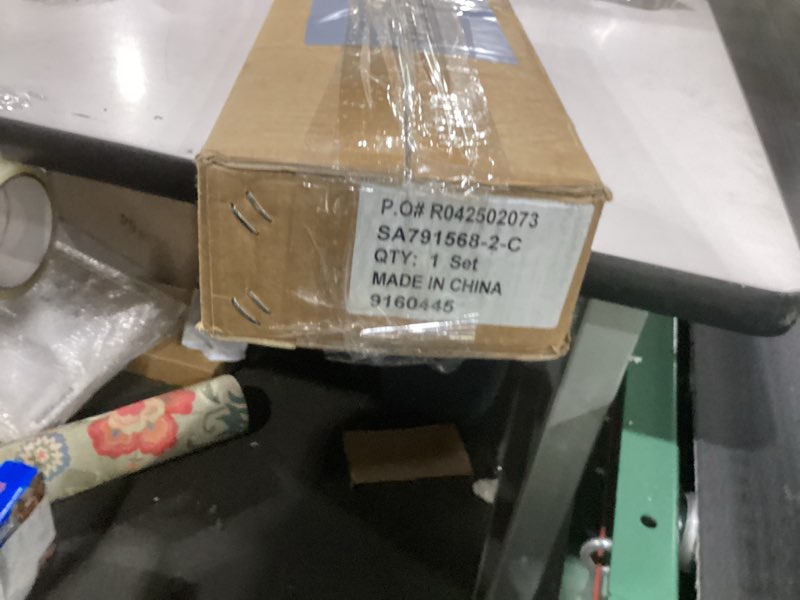 P.O# R042502073
SA791568-2-C
QTY: 1 Set
MADE IN CHINA
9160445